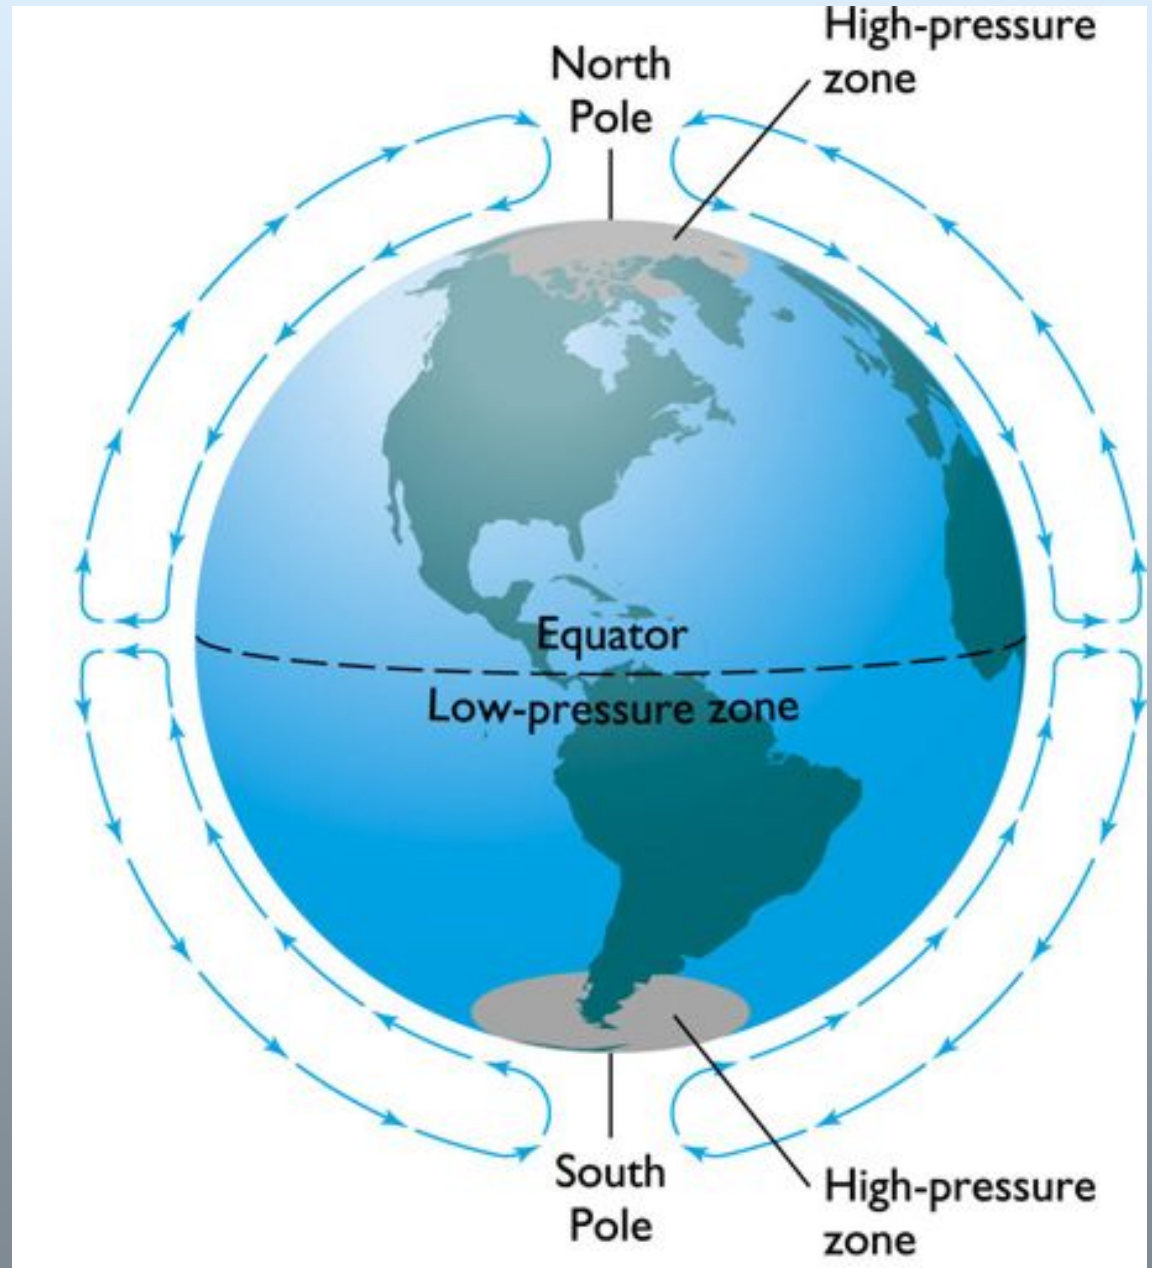 High-pressure
zone
North
Pole
Equator
Low-pressure zone
South
Pole
High-pressure
zone